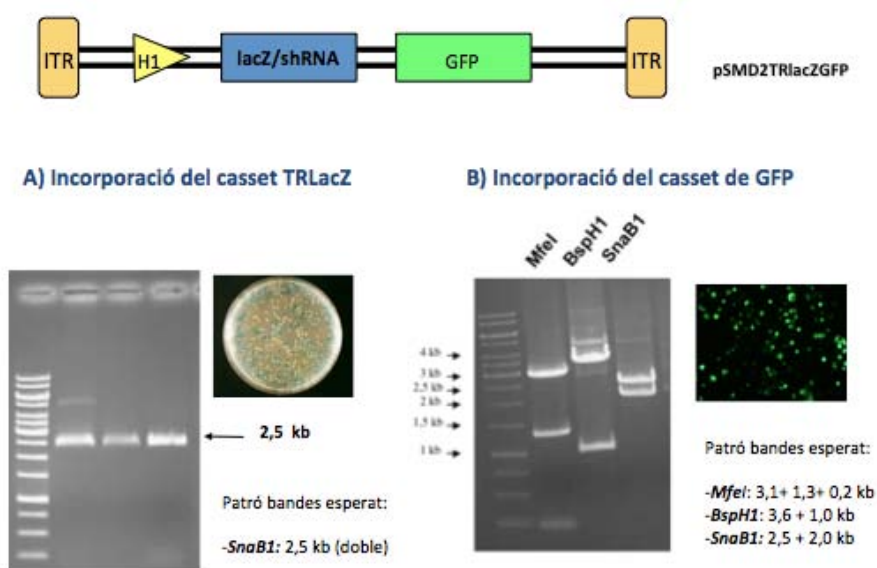 ITR
H1
lacZ/shRNA
GFP
ITR
pSMD2TRlacZGFP
A) Incorporació del casset TRLacZ
B) Incorporació del casset de GFP
MfeI
BspH1
SnaB1
2,5 kb
Patró bandes esperat:
-SnaB1: 2,5 kb (doble)
4 kb
3 kb
2,5 kb
2 kb
1,5 kb
1 kb
Patró bandes esperat:
-MfeI: 3,1+ 1,3+ 0,2 kb
-BspH1: 3,6 + 1,0 kb
-SnaB1: 2,5 + 2,0 kb